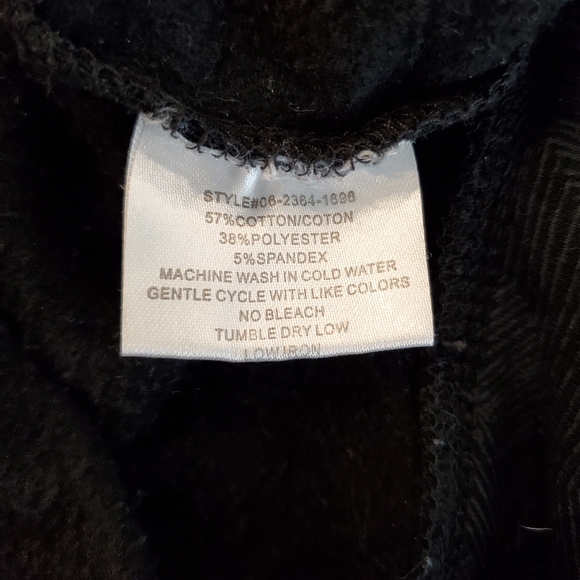 STYLE#06-2364-1696
57%COTTON/COTON
38%POLYESTER
5%SPANDEX
MACHINE WASH IN COLD WATER
GENTLE CYCLE WITH LIKE COLORS
NO BLEACH
TUMBLE DRY LOW
LOW IRON